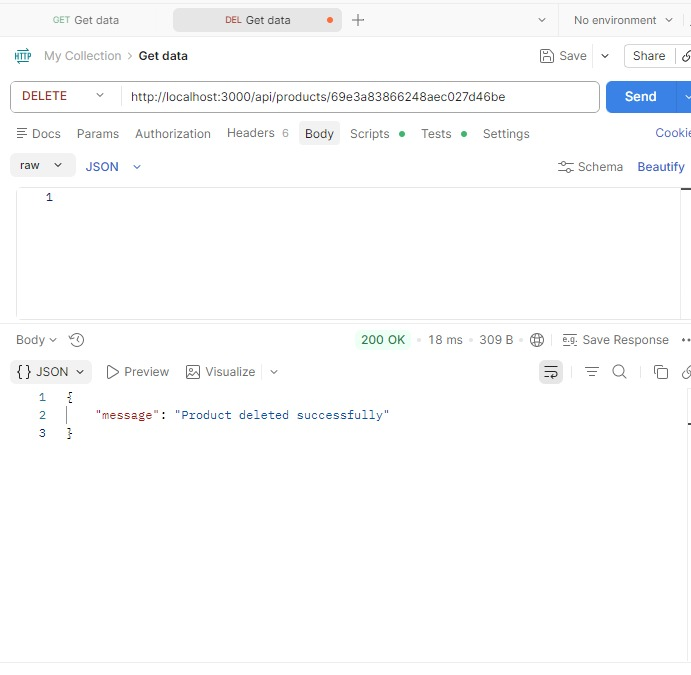 GET Get data DEL Get data No environment
HTTP My Collection > Get data Save Share
DELETE http://localhost:3000/api/products/69e3a83866248aec027d46be Send
Docs Params Authorization Headers 6 Body Scripts Tests Settings Cookie
raw JSON Schema Beautify
1
Body 200 OK 18 ms 309 B e.g. Save Response
{} JSON Preview Visualize
1 {
2 "message": "Product deleted successfully"
3 }